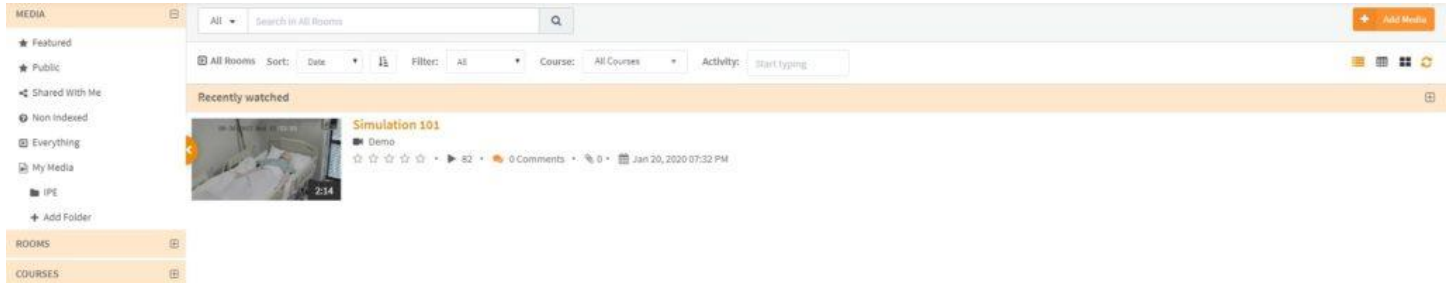 MEDIA
Featured
Public
Shared With Me
Non Indexed
Everything
My Media
IPE
Add Folder
ROOMS
COURSES
All Search in All Rooms
Add Media
All Rooms Sort: Date Filter: All Course: All Courses Activity: Start typing
Recently watched
2:14
Simulation 101
Demo
82 • 0 Comments • 0 • Jan 20, 2020 07:32 PM